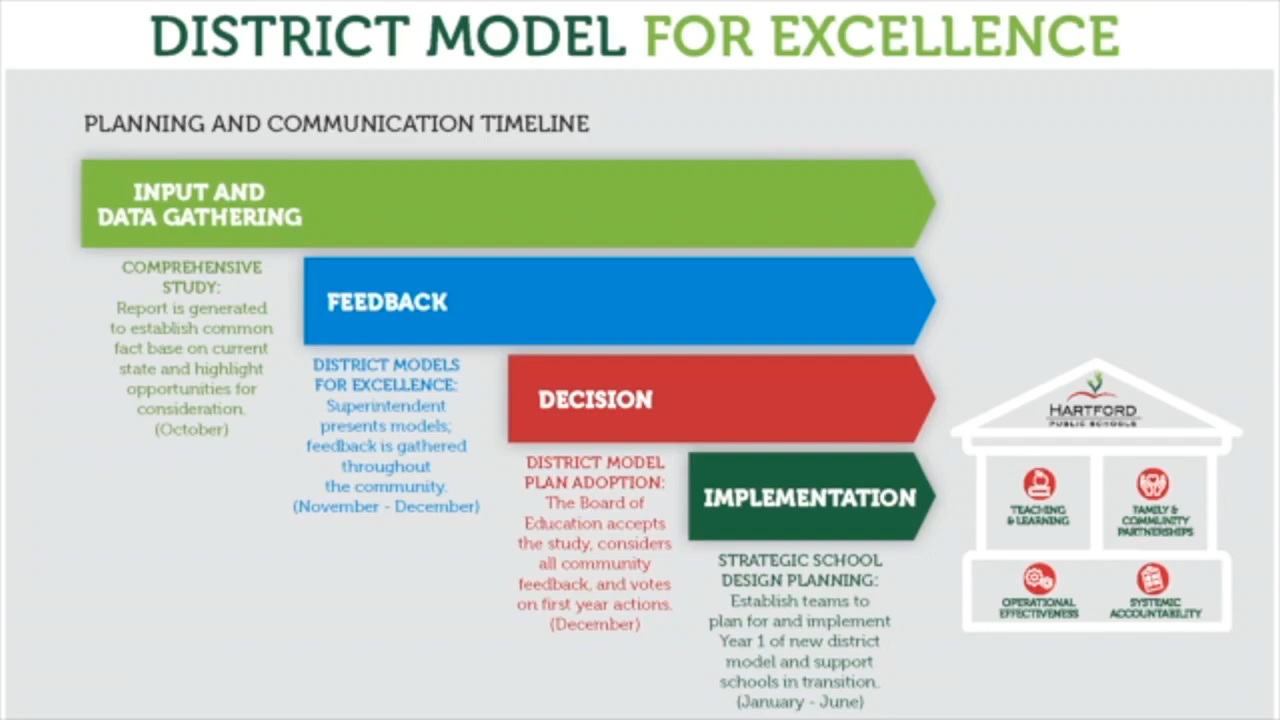 DISTRICT MODEL FOR EXCELLENCE
PLANNING AND COMMUNICATION TIMELINE
INPUT AND
DATA GATHERING
COMPREHENSIVE
STUDY:
Report is generated
to establish common
fact base on current
state and highlight
opportunities for
consideration.
(October)
FEEDBACK
DISTRICT MODELS
FOR EXCELLENCE:
Superintendent
presents models;
feedback is gathered
throughout
the community.
(November - December)
DECISION
DISTRICT MODEL
PLAN ADOPTION:
The Board of
Education accepts
the study, considers
all community
feedback, and votes
on first year actions.
(December)
IMPLEMENTATION
STRATEGIC SCHOOL
DESIGN PLANNING:
Establish teams to
plan for and implement
Year 1 of new district
model and support
schools in transition.
(January - June)
HARTFORD
PUBLIC SCHOOLS
TEACHING
& LEARNING
FAMILY &
COMMUNITY
PARTNERSHIPS
OPERATIONAL
EFFECTIVENESS
SYSTEMIC
ACCOUNTABILITY